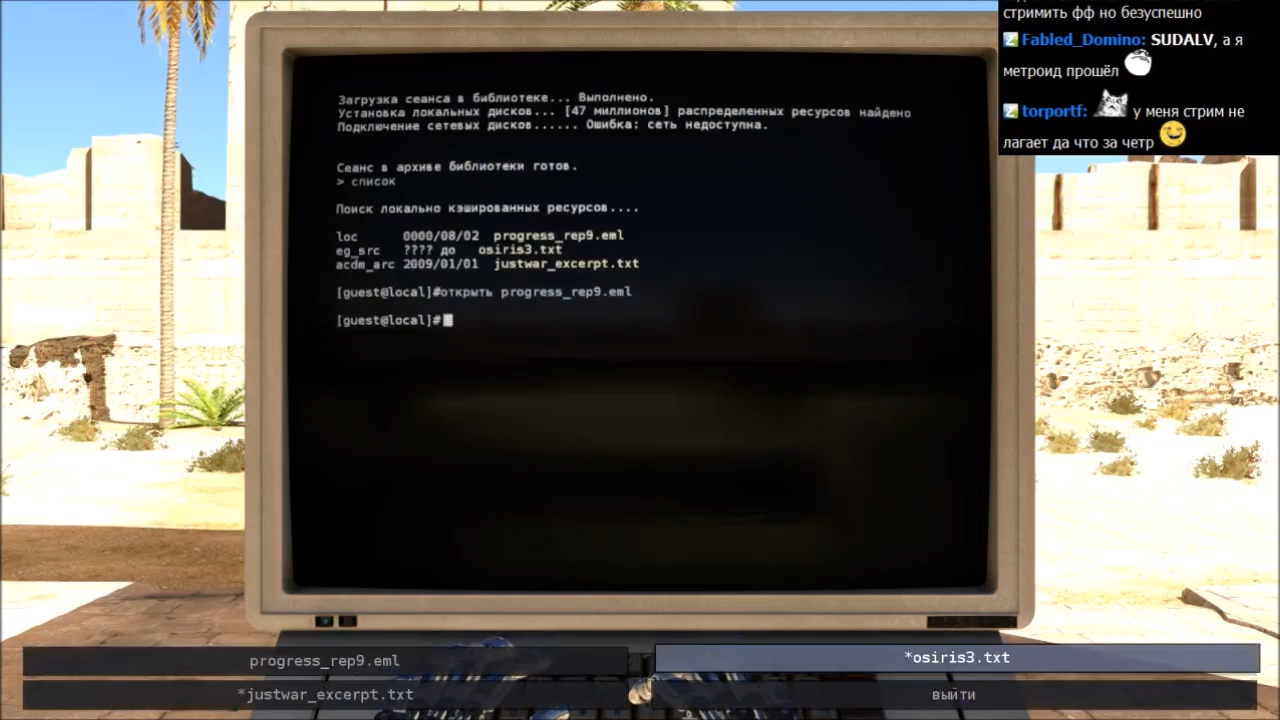 стримить фф но безуспешно
Fabled_Domino: SUDALV, а я
метроид прошёл
torportf: у меня стрим не
лагает да что за четр
Загрузка сеанса в библиотеке... Выполнено.
Установка локальных дисков... [47 миллионов] распределенных ресурсов найдено
Подключение сетевых дисков...... Ошибка: сеть недоступна.
Сеанс в архиве библиотеки готов.
> список
Поиск локально кэшированных ресурсов....
loc 0000/08/02 progress_rep9.eml
eg_src ???? до osiris3.txt
acdm_arc 2009/01/01 justwar_excerpt.txt
[guest@local]#открыть progress_rep9.eml
[guest@local]#
progress_rep9.eml
*osiris3.txt
*justwar_excerpt.txt
выйти